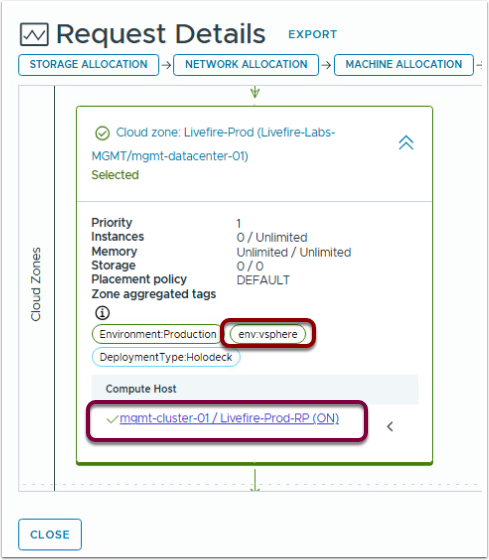 Request Details EXPORT
STORAGE ALLOCATION NETWORK ALLOCATION MACHINE ALLOCATION
Cloud Zones
Cloud zone: Livefire-Prod (Livefire-Labs-
MGMT/mgmt-datacenter-01)
Selected
Priority 1
Instances 0 / Unlimited
Memory Unlimited / Unlimited
Storage 0 / 0
Placement policy DEFAULT
Zone aggregated tags
Environment:Production env:vsphere
DeploymentType:Holodeck
Compute Host
mgmt-cluster-01 / Livefire-Prod-RP (ON)
CLOSE